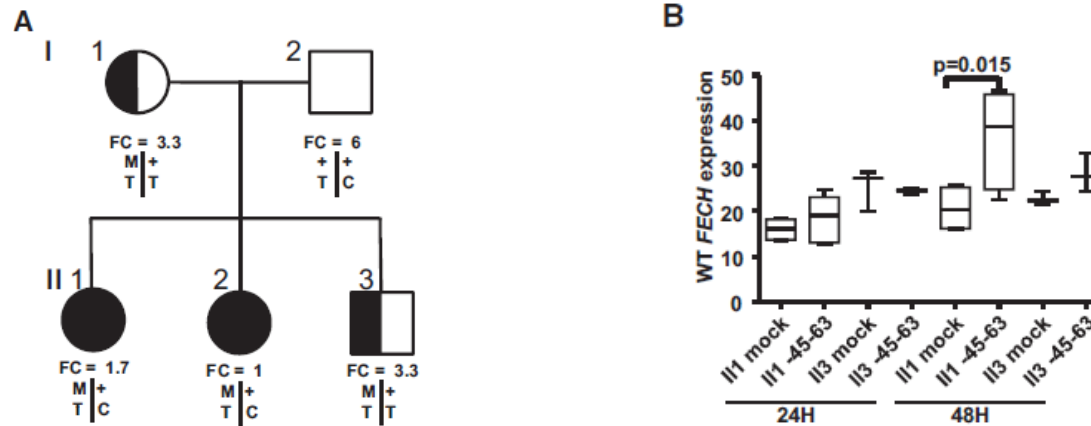 A
I
1
2
FC = 3.3
M +
T T
FC = 6
+ +
T C
II 1
2
3
FC = 1.7
M +
T C
FC = 1
M +
T C
FC = 3.3
M +
T T
B
p=0.015
WT FECH expression
50
40
30
20
10
0
II1 mock
II1 -45-63
II3 mock
II3 -45-63
II1 mock
II1 -45-63
II3 mock
II3 -45-63
24H
48H